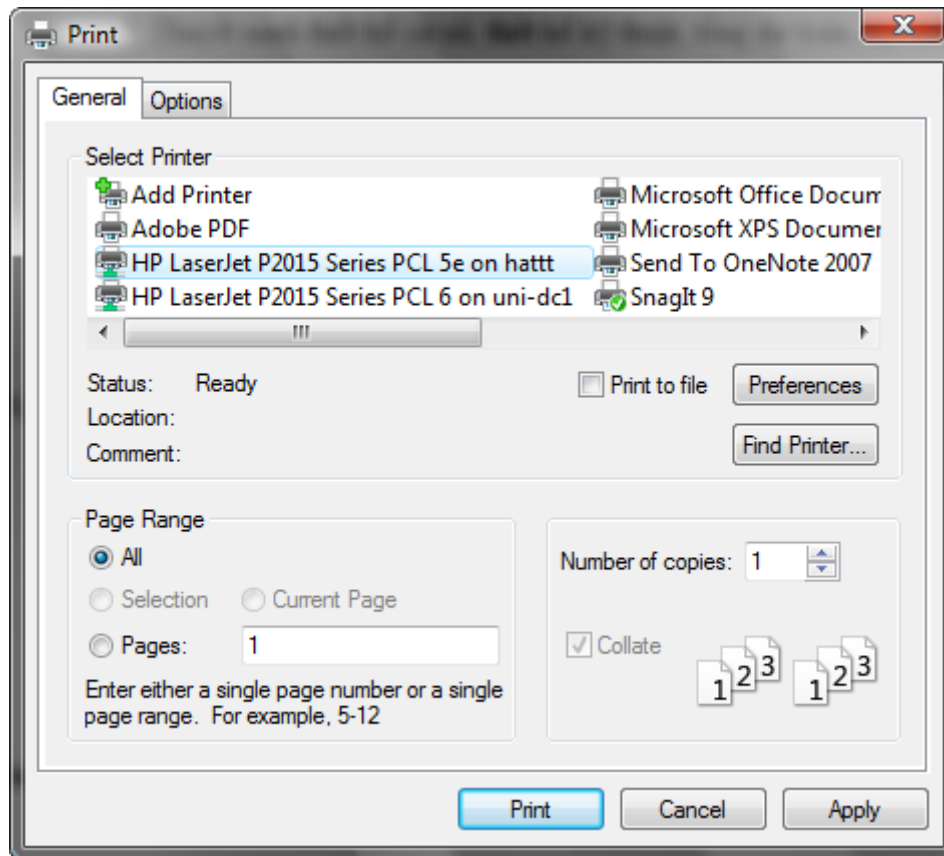 Print
General Options
Select Printer
Add Printer
Adobe PDF
HP LaserJet P2015 Series PCL 5e on hattt
HP LaserJet P2015 Series PCL 6 on uni-dc1
Microsoft Office Docum
Microsoft XPS Documer
Send To OneNote 2007
SnagIt 9
Status: Ready
Location:
Comment:
Print to file
Preferences
Find Printer...
Page Range
All
Selection Current Page
Pages: 1
Enter either a single page number or a single
page range. For example, 5-12
Number of copies: 1
Collate
1 2 3 1 2 3
Print Cancel Apply